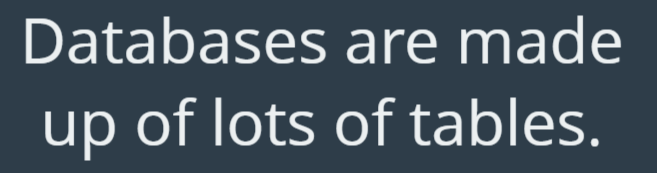 Databases are made
up of lots of tables.